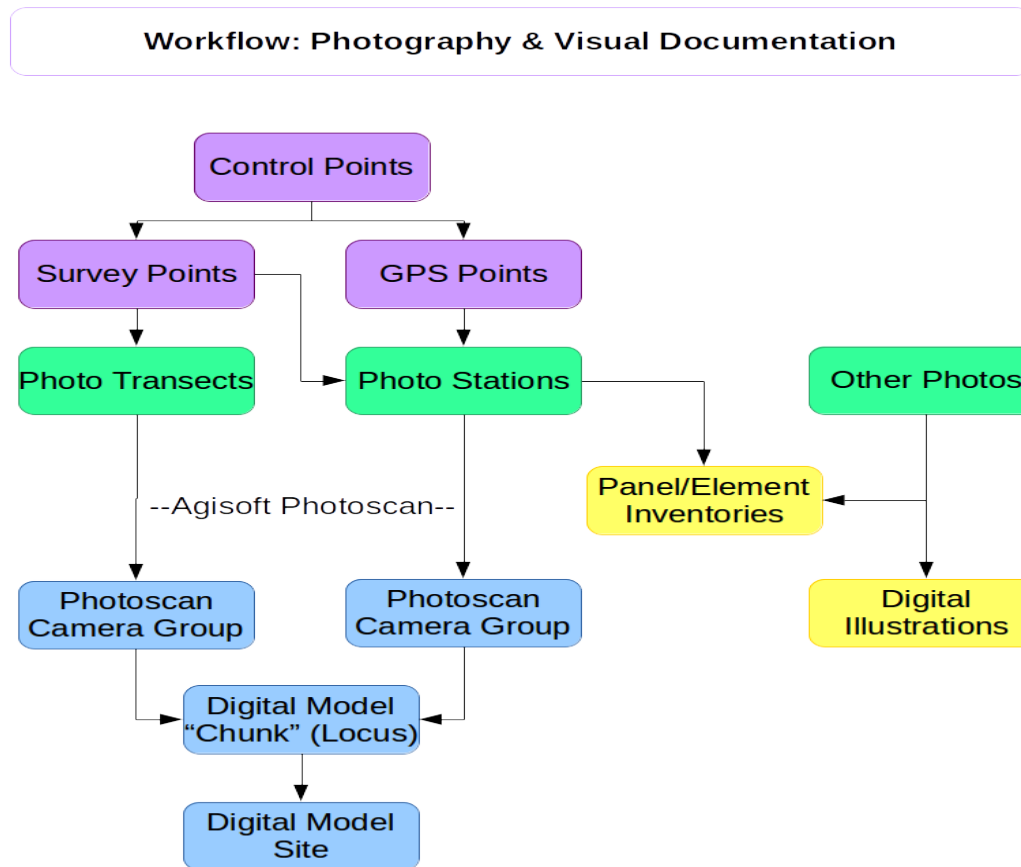 Workflow: Photography & Visual Documentation
Control Points
Survey Points
GPS Points
Photo Transects
Photo Stations
Other Photos
--Agisoft Photoscan--
Panel/Element
Inventories
Photoscan
Camera Group
Photoscan
Camera Group
Digital
Illustrations
Digital Model
“Chunk” (Locus)
Digital Model
Site